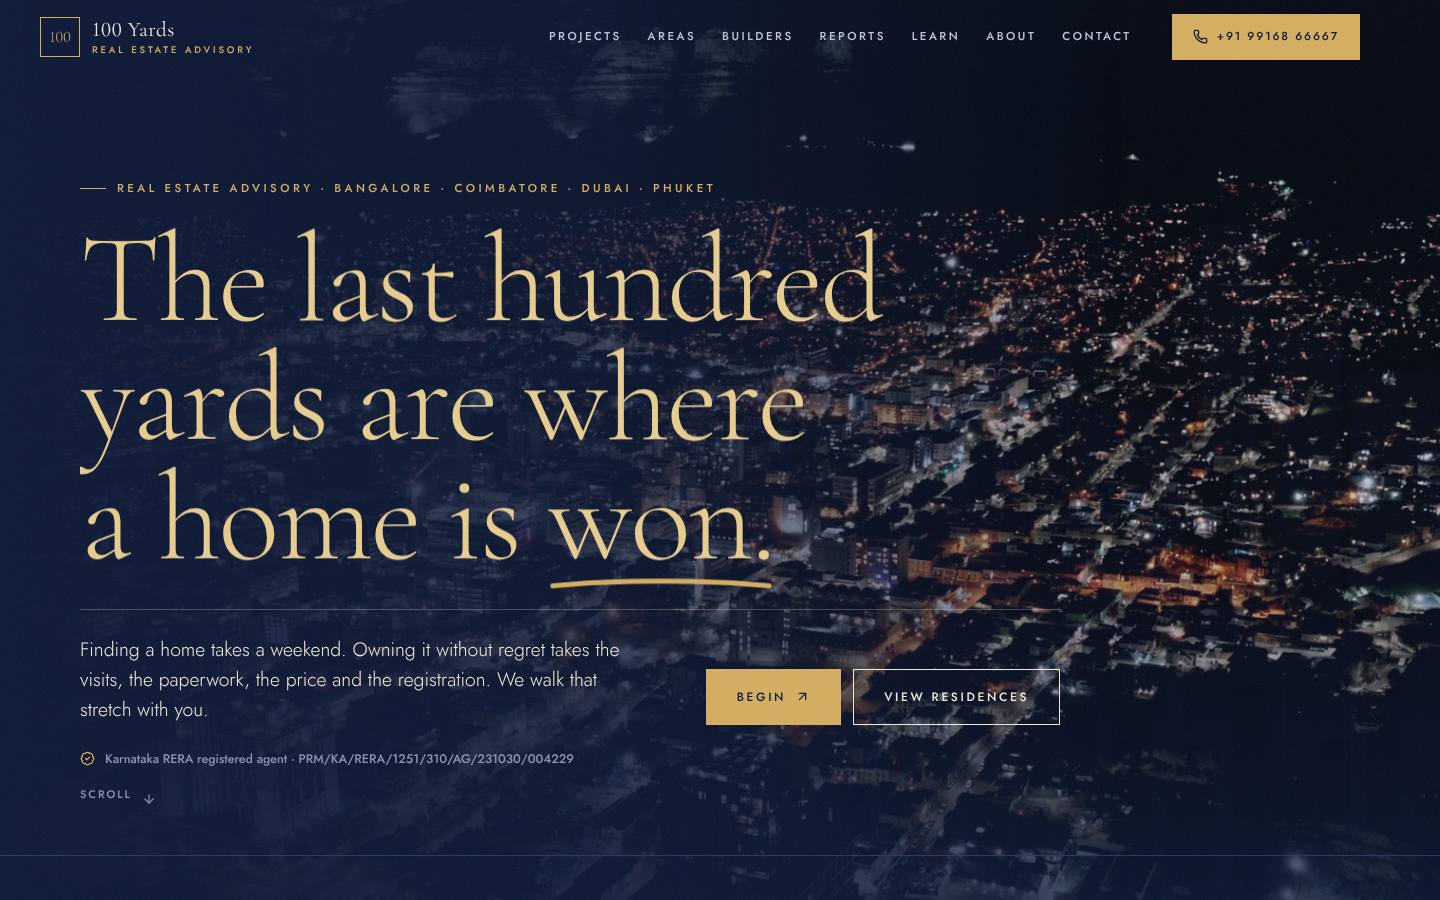 100
100 Yards
REAL ESTATE ADVISORY
PROJECTS
AREAS
BUILDERS
REPORTS
LEARN
ABOUT
CONTACT
+91 99168 66667
REAL ESTATE ADVISORY · BANGALORE · COIMBATORE · DUBAI · PHUKET
The last hundred
yards are where
a home is won.
Finding a home takes a weekend. Owning it without regret takes the
visits, the paperwork, the price and the registration. We walk that
stretch with you.
BEGIN
VIEW RESIDENCES
Karnataka RERA registered agent · PRM/KA/RERA/1251/310/AG/231030/004229
SCROLL